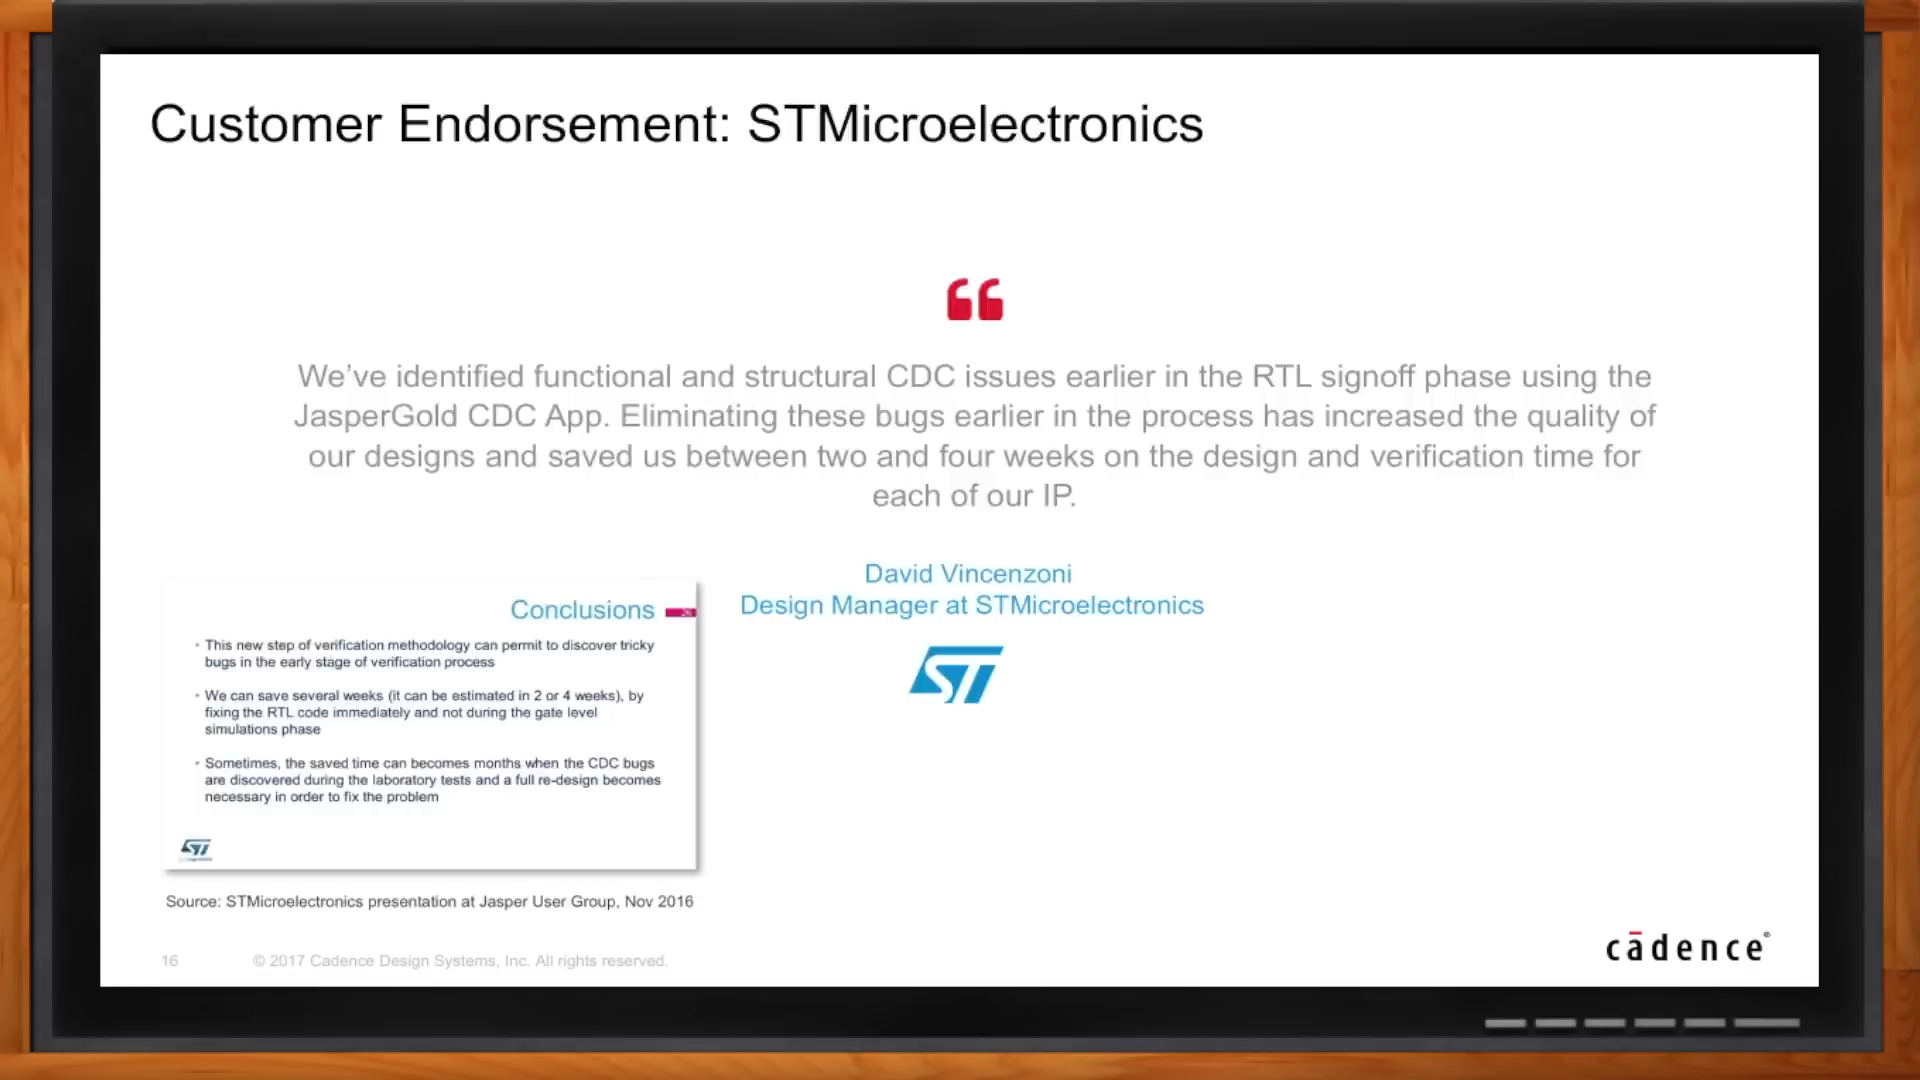 Customer Endorsement: STMicroelectronics
We’ve identified functional and structural CDC issues earlier in the RTL signoff phase using the
JasperGold CDC App. Eliminating these bugs earlier in the process has increased the quality of
our designs and saved us between two and four weeks on the design and verification time for
each of our IP.
David Vincenzoni
Design Manager at STMicroelectronics
ST
Conclusions
• This new step of verification methodology can permit to discover tricky
bugs in the early stage of verification process
• We can save several weeks (it can be estimated in 2 or 4 weeks), by
fixing the RTL code immediately and not during the gate level
simulations phase
• Sometimes, the saved time can becomes months when the CDC bugs
are discovered during the laboratory tests and a full re-design becomes
necessary in order to fix the problem
ST
Source: STMicroelectronics presentation at Jasper User Group, Nov 2016
16 © 2017 Cadence Design Systems, Inc. All rights reserved.
cādence®